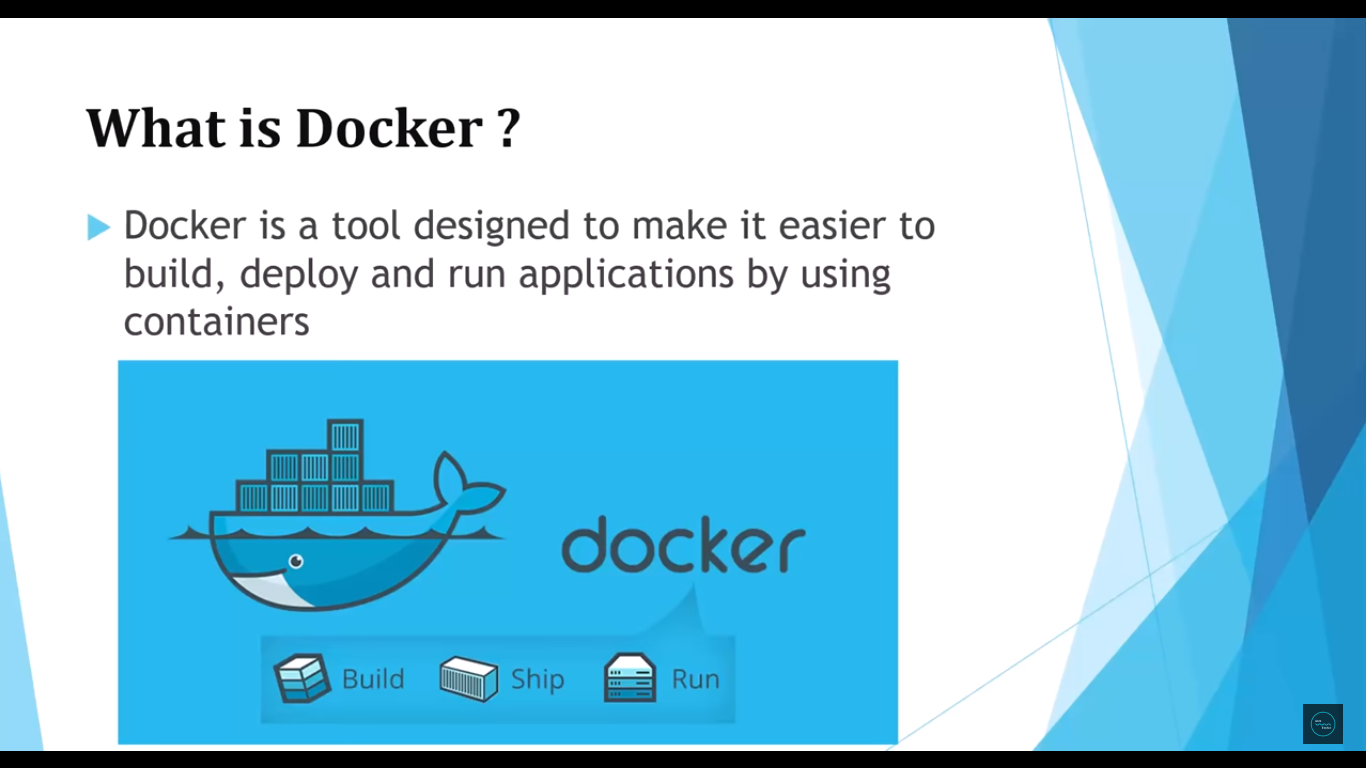 What is Docker ?
Docker is a tool designed to make it easier to
build, deploy and run applications by using
containers
docker
Build Ship Run